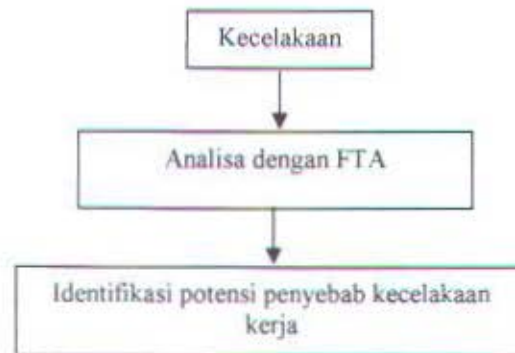 Kecelakaan
Analisa dengan FTA
Identifikasi potensi penyebab kecelakaan
kerja